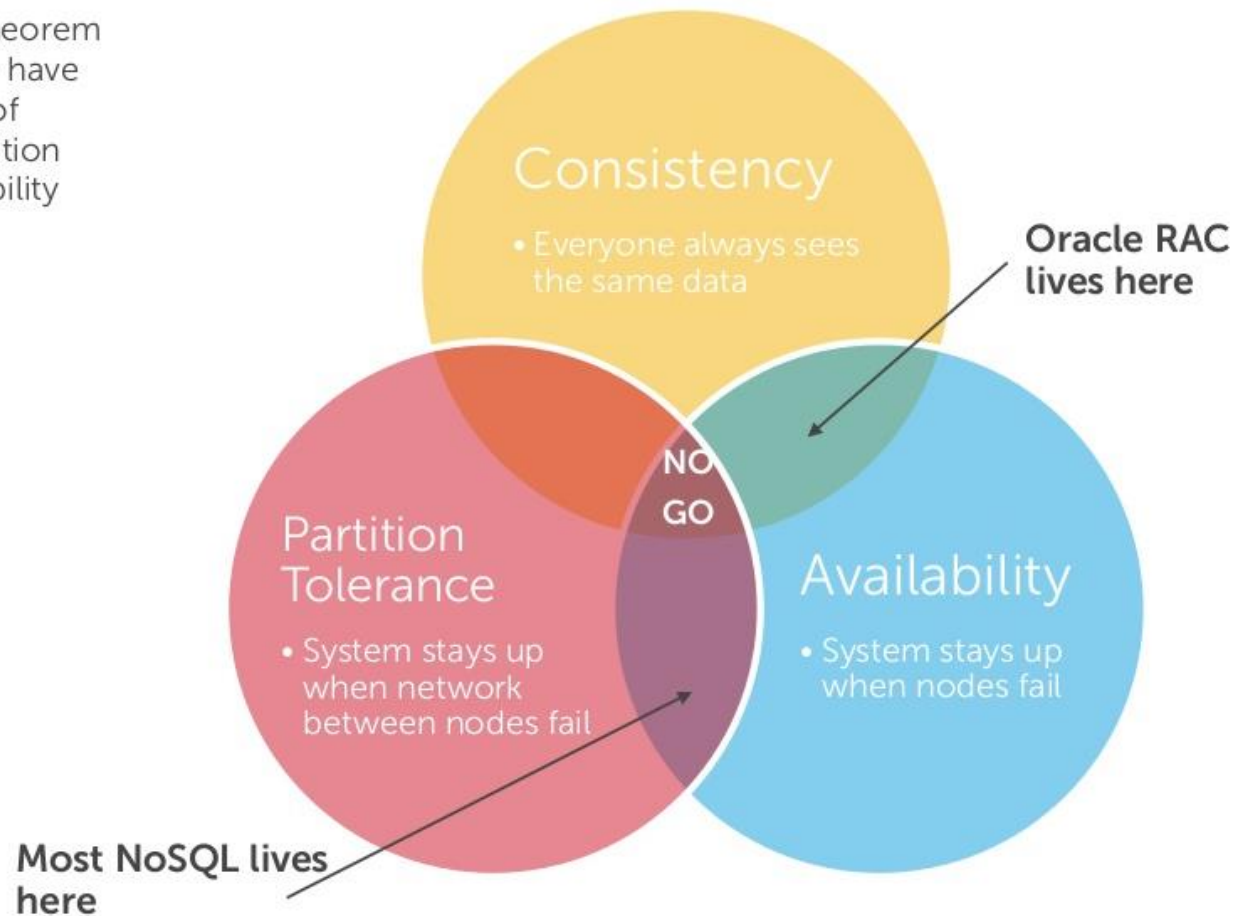 eorem
have
of
tion
bility
Consistency
• Everyone always sees
the same data
Oracle RAC
lives here
NO
GO
Partition
Tolerance
• System stays up
when network
between nodes fail
Availability
• System stays up
when nodes fail
Most NoSQL lives
here